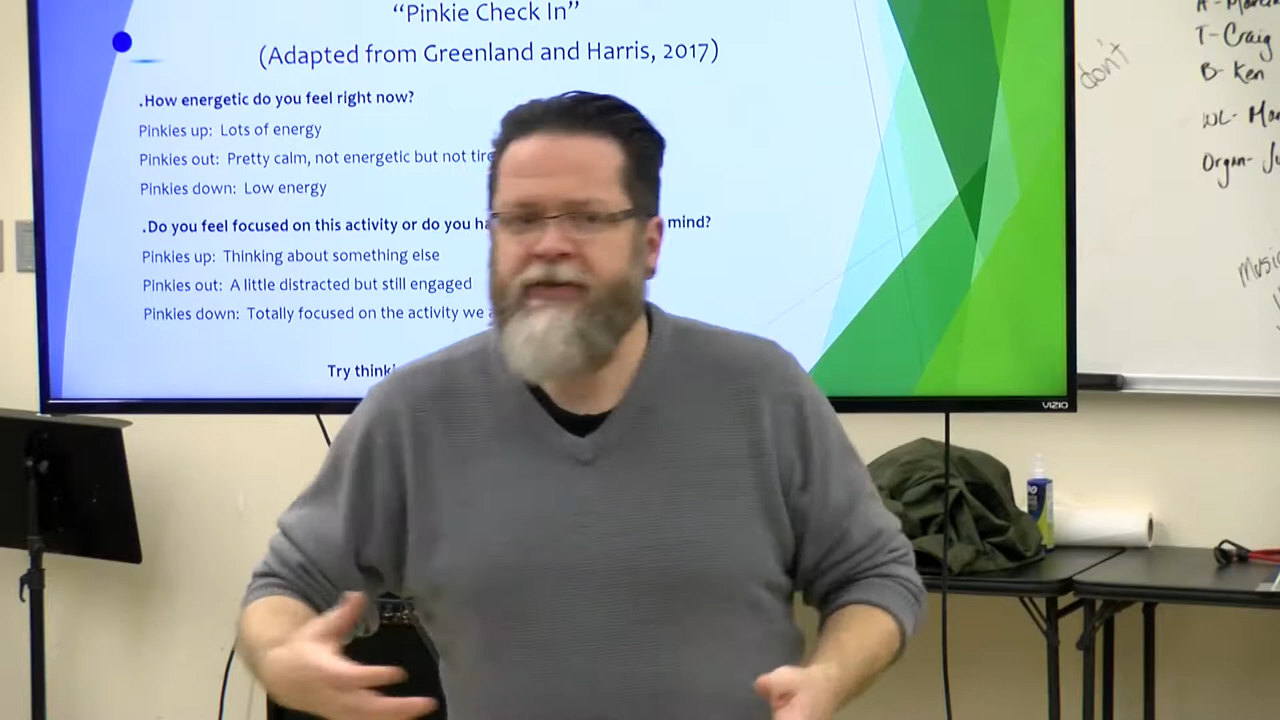 “Pinkie Check In”
(Adapted from Greenland and Harris, 2017)
.How energetic do you feel right now?
Pinkies up: Lots of energy
Pinkies out: Pretty calm, not energetic but not
Pinkies down: Low energy
.Do you feel focused on this activity or do you mind?
Pinkies up: Thinking about something else
Pinkies out: A little distracted but still engaged
Pinkies down: Totally focused on the activity we
Try
VIZIO
don't
T-Craig
B- Ken
WL-
Organ-